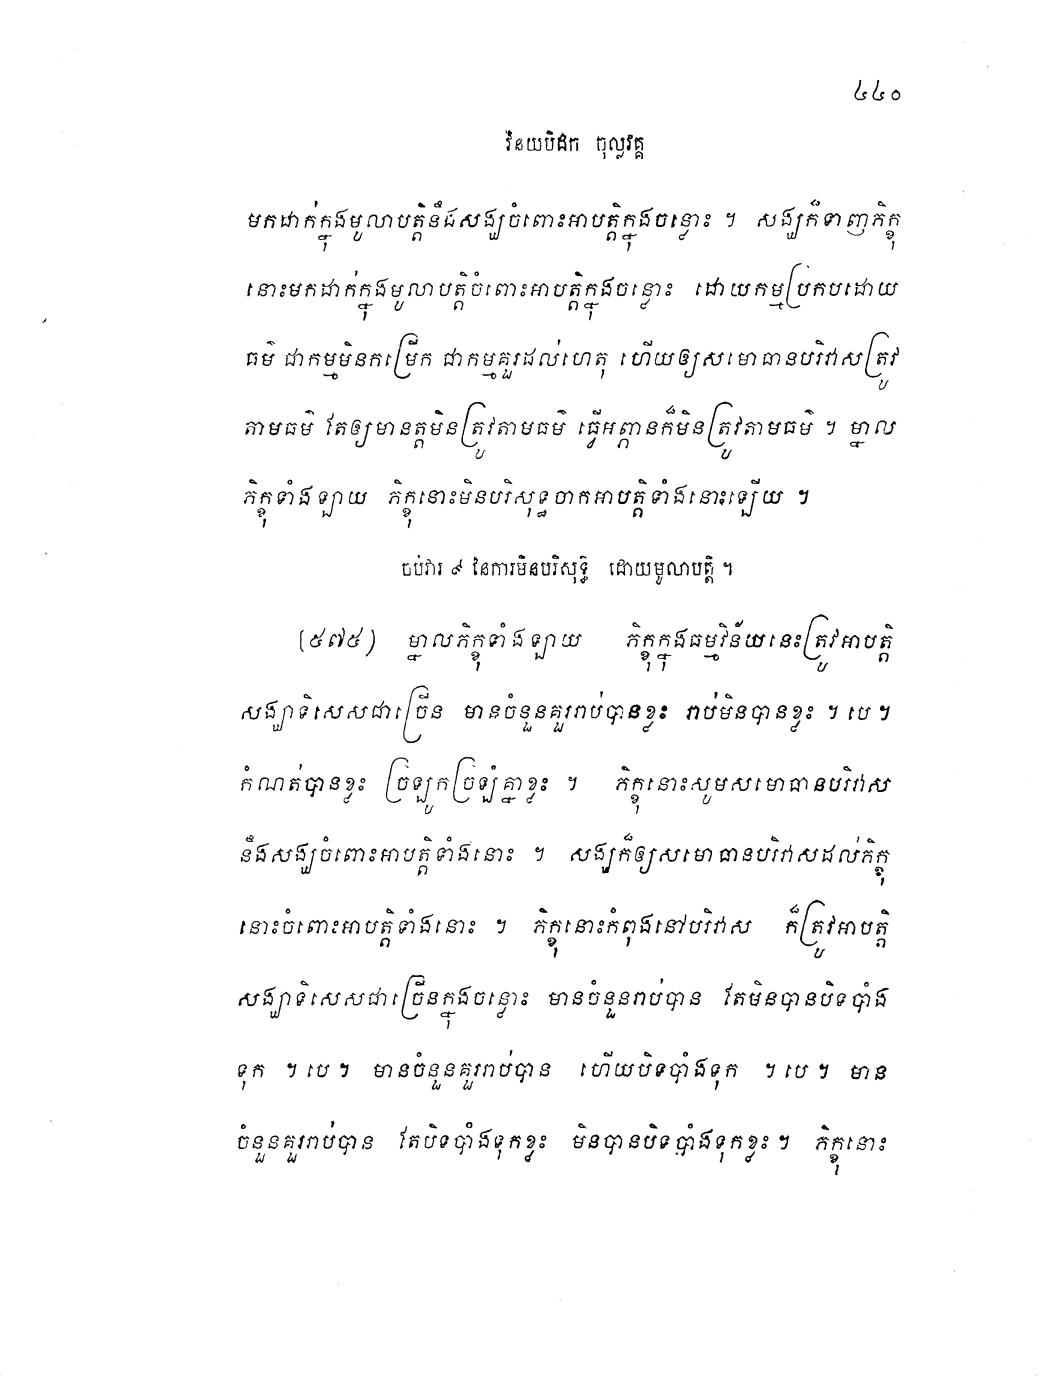 ៤៤០
វិនយបិដក ចុល្លវគ្គ
មកដាក់ក្នុងមូលាបត្តិនឹងសង្ឃចំពោះអាបត្តិក្នុងចន្លោះ ។ សង្ឃក៏ទាញភិក្ខុ
នោះមកដាក់ក្នុងមូលាបត្តិចំពោះអាបត្តិក្នុងចន្លោះ ដោយកម្មប្រកបដោយ
ធម៌ ជាកម្មមិនកម្រើក ជាកម្មគួរដល់ហេតុ ហើយឲ្យសមោធានបរិវាសត្រូវ
តាមធម៌ តែឲ្យមានត្តមិនត្រូវតាមធម៌ ធ្វើអព្ភានក៏មិនត្រូវតាមធម៌ ។ ម្នាល
ភិក្ខុទាំងឡាយ ភិក្ខុនោះមិនបរិសុទ្ធចាកអាបត្តិទាំងនោះឡើយ ។
ចប់វារ ៩ នៃការមិនបរិសុទ្ធិ ដោយមូលាបត្តិ ។
(៥៧៥) ម្នាលភិក្ខុទាំងឡាយ ភិក្ខុក្នុងធម្មវិន័យនេះត្រូវអាបត្តិ
សង្ឃាទិសេសជាច្រើន មានចំនួនគួររាប់បានខ្លះ រាប់មិនបានខ្លះ ។ បេ ។
កំណត់បានខ្លះ ច្រឡូកច្រឡំគ្នាខ្លះ ។ ភិក្ខុនោះសូមសមោធានបរិវាស
នឹងសង្ឃចំពោះអាបត្តិទាំងនោះ ។ សង្ឃក៏ឲ្យសមោធានបរិវាសដល់ភិក្ខុ
នោះចំពោះអាបត្តិទាំងនោះ ។ ភិក្ខុនោះកំពុងនៅបរិវាស ក៏ត្រូវអាបត្តិ
សង្ឃាទិសេសជាច្រើនក្នុងចន្លោះ មានចំនួនរាប់បាន តែមិនបានបិទបាំង
ទុក ។ បេ ។ មានចំនួនគួររាប់បាន ហើយបិទបាំងទុក ។ បេ ។ មាន
ចំនួនគួររាប់បាន តែបិទបាំងទុកខ្លះ មិនបានបិទបាំងទុកខ្លះ ។ ភិក្ខុនោះ